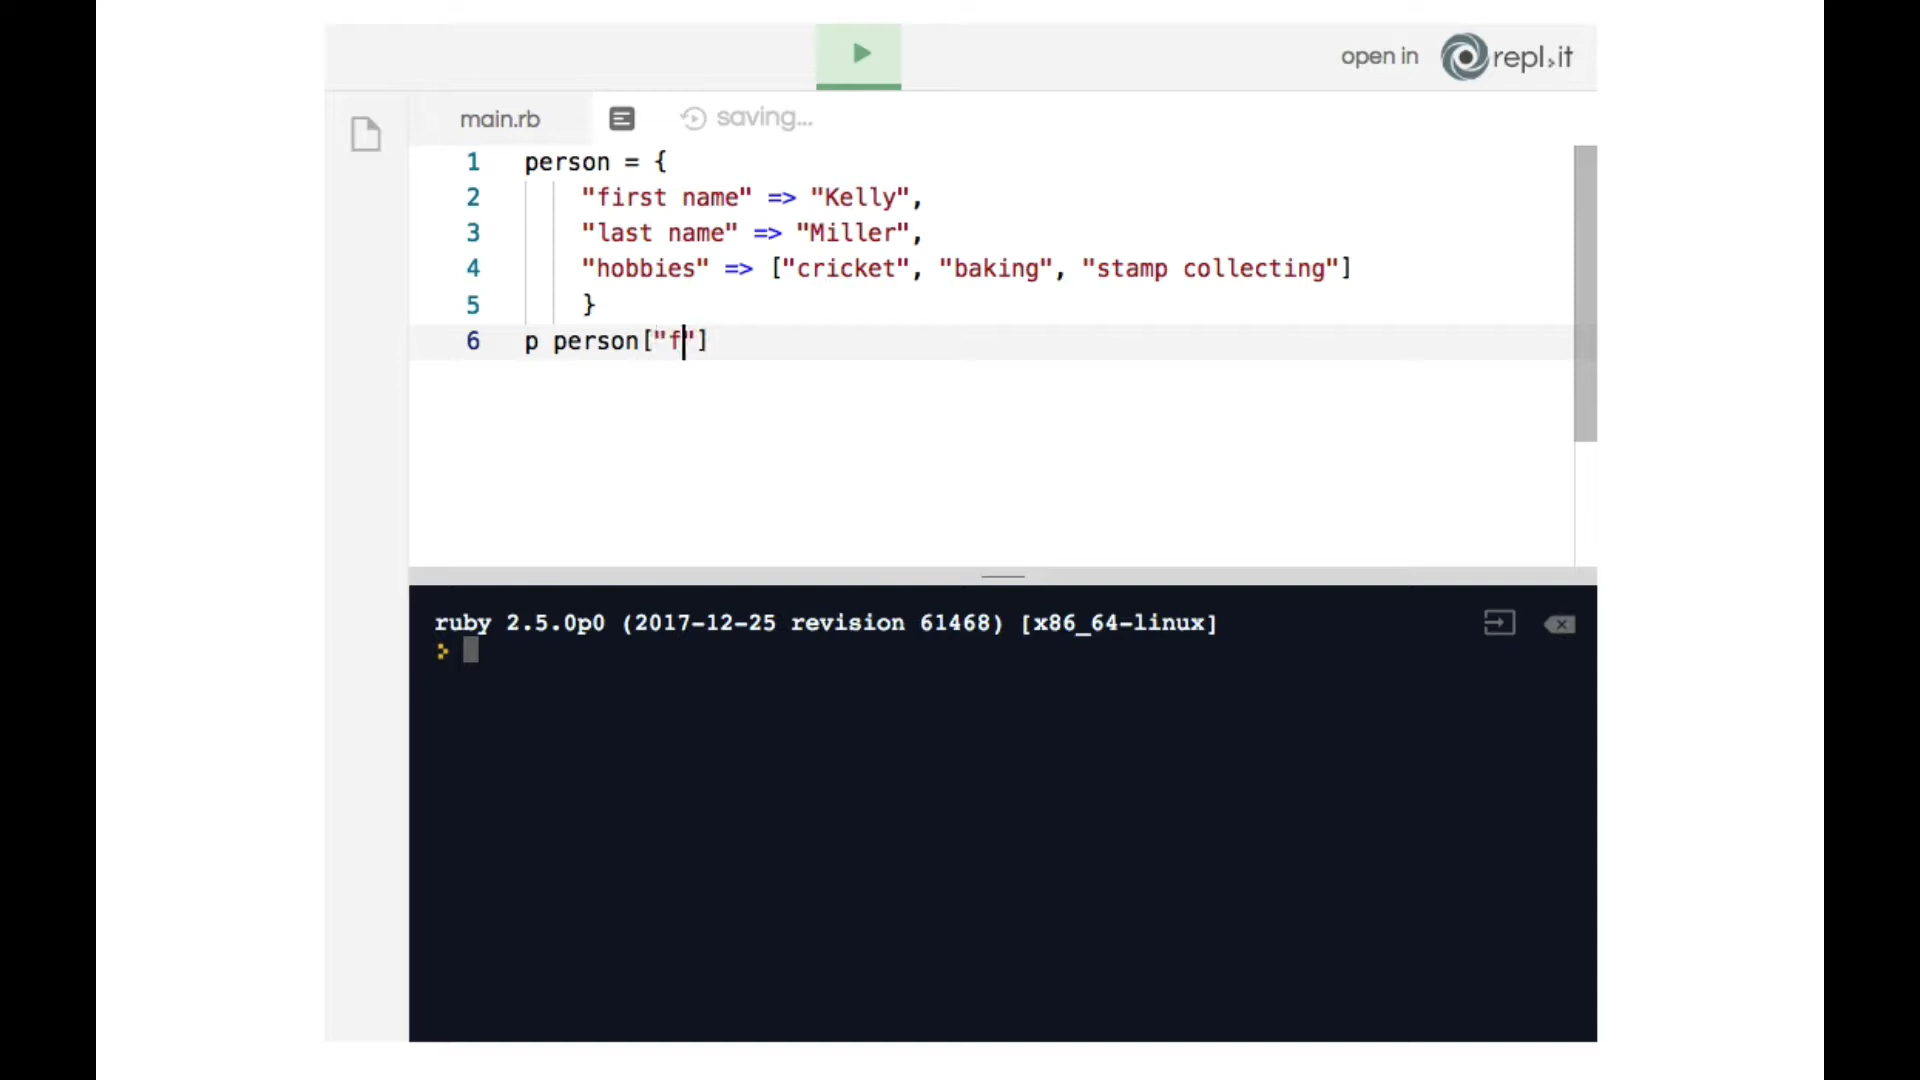 open in repl.it
main.rb saving...
1 person = {
2 "first name" => "Kelly",
3 "last name" => "Miller",
4 "hobbies" => ["cricket", "baking", "stamp collecting"]
5 }
6 p person["f"]
ruby 2.5.0p0 (2017-12-25 revision 61468) [x86_64-linux]
>